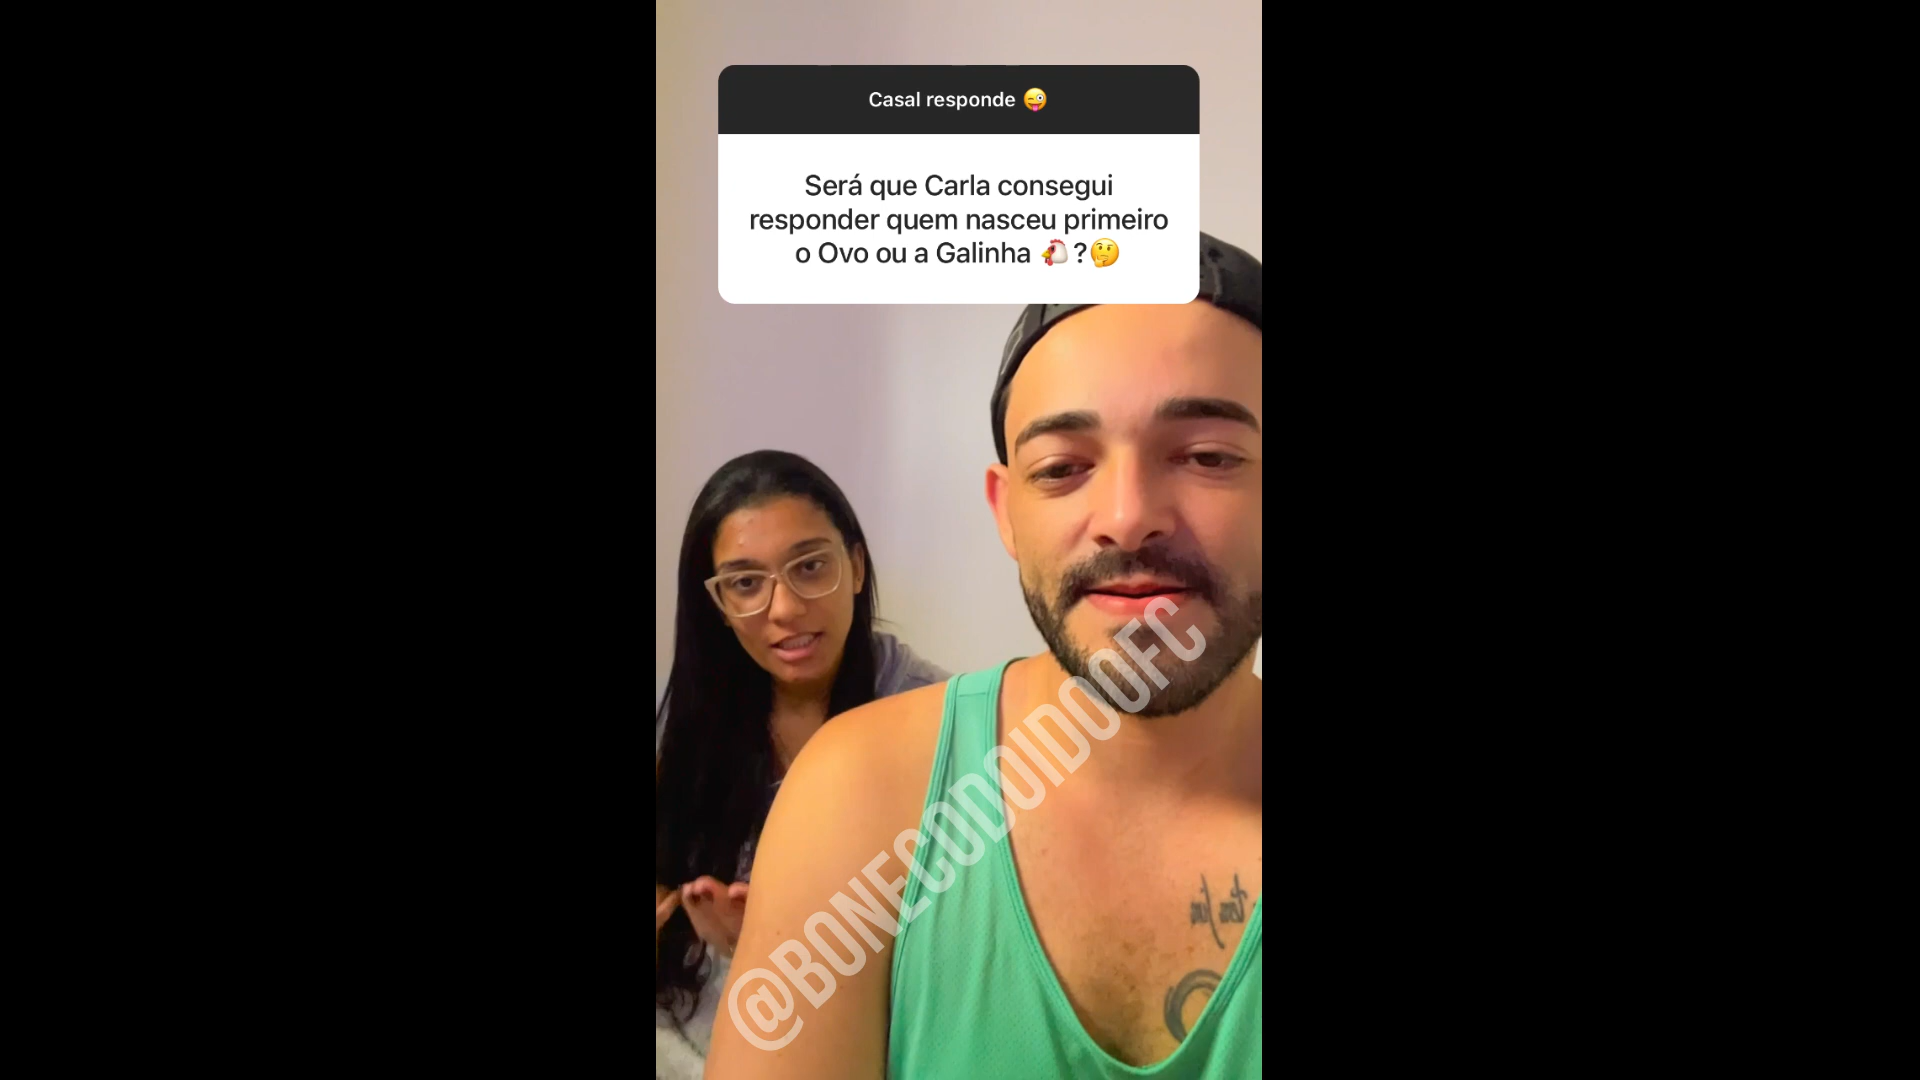 Casal responde 😜
Será que Carla consegui
responder quem nasceu primeiro
o Ovo ou a Galinha 🐔?🤔
@BONECODOIDOOFC